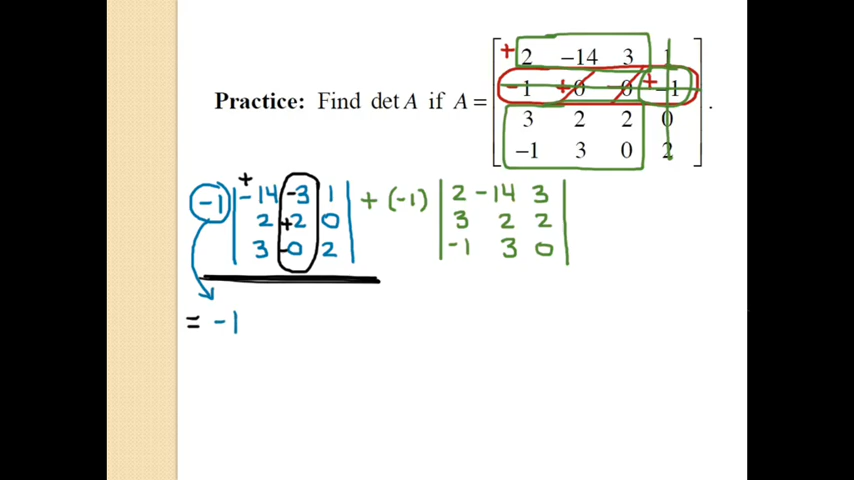 + 2 −14 3 1
− 1 + 0 − 0 + −1
Practice: Find det A if A = .
3 2 2 0
−1 3 0 2
+
-1 | -14 -3 1 | + (-1) | 2 -14 3 |
2 +2 0 3 2 2
3 -0 2 -1 3 0
= -1